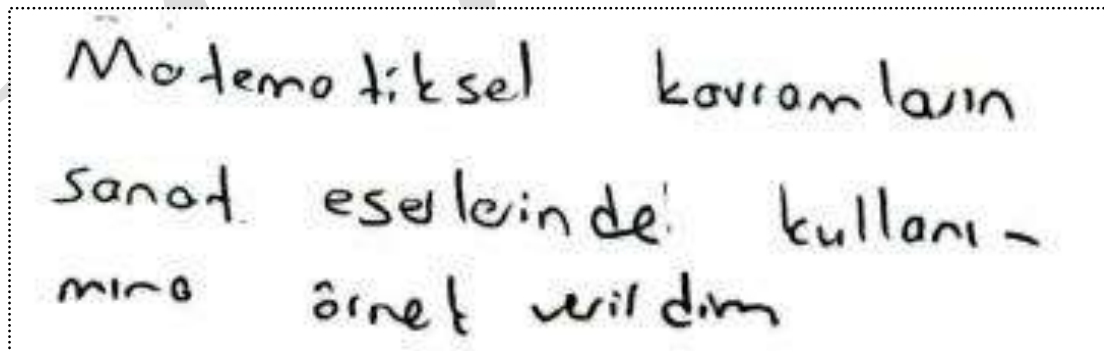 Matematiksel kavramların
sanat eserlerinde kullanı-
mına örnek verildim